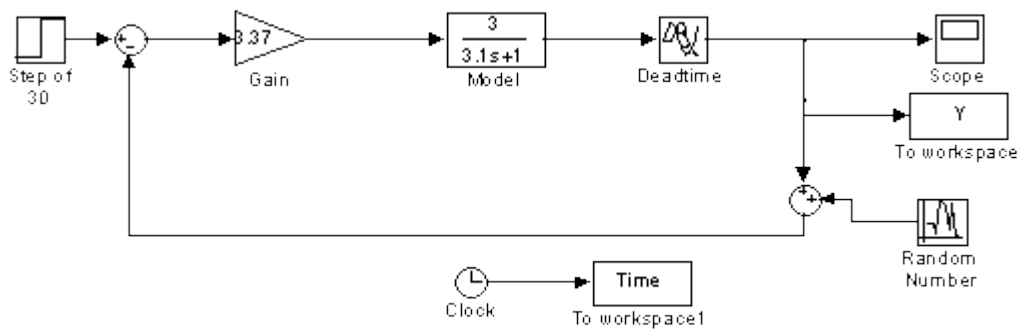 Step of
30
+
−
3.37
Gain
3
3.1s+1
Model
Deadtime
Scope
Y
To workspace
+
+
Random
Number
Clock
Time
To workspace1